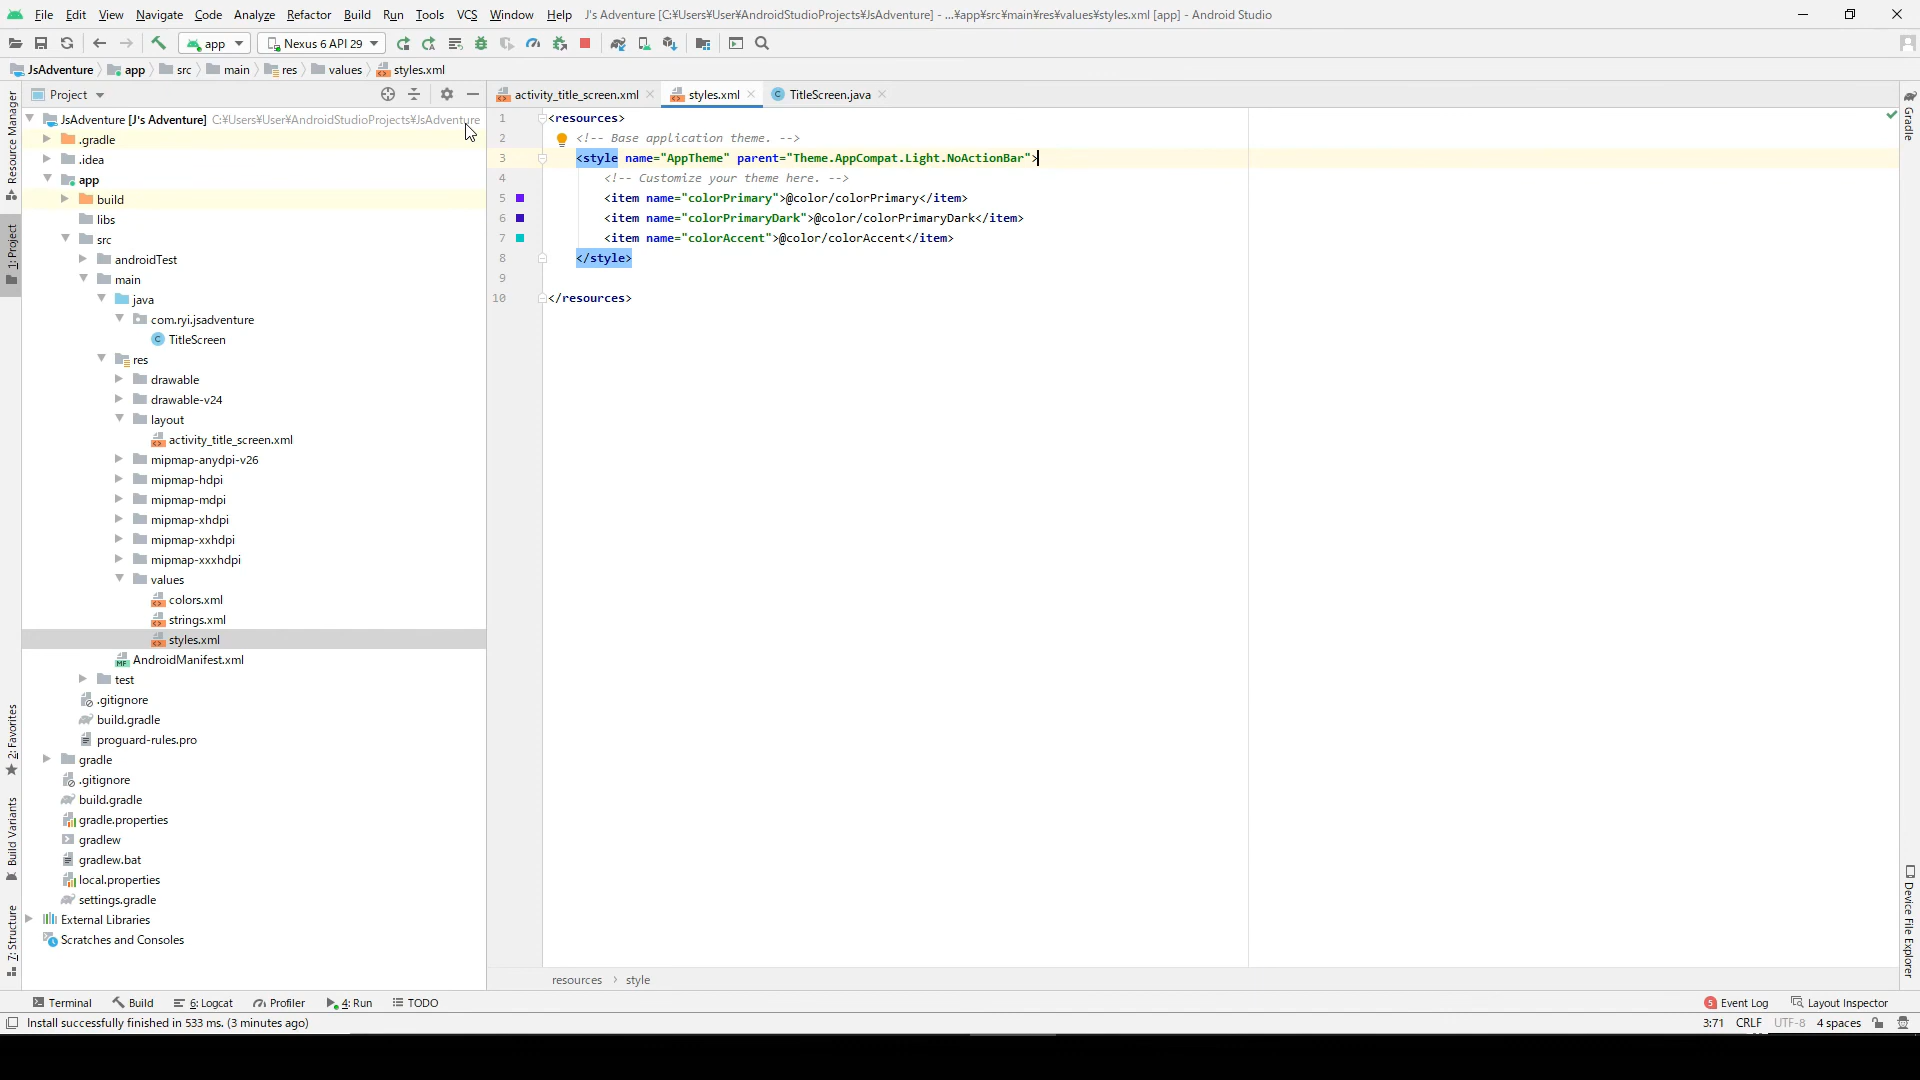 File Edit View Navigate Code Analyze Refactor Build Run Tools VCS Window Help J's Adventure [C:¥Users¥User¥AndroidStudioProjects¥JsAdventure] - ...¥app¥src¥main¥res¥values¥styles.xml [app] - Android Studio
app Nexus 6 API 29
JsAdventure app src main res values styles.xml
Project
activity_title_screen.xml styles.xml TitleScreen.java
JsAdventure [J's Adventure] C:¥Users¥User¥AndroidStudioProjects¥JsAdventure
.gradle
.idea
app
build
libs
src
androidTest
main
java
com.ryi.jsadventure
TitleScreen
res
drawable
drawable-v24
layout
activity_title_screen.xml
mipmap-anydpi-v26
mipmap-hdpi
mipmap-mdpi
mipmap-xhdpi
mipmap-xxhdpi
mipmap-xxxhdpi
values
colors.xml
strings.xml
styles.xml
AndroidManifest.xml
test
.gitignore
build.gradle
proguard-rules.pro
gradle
.gitignore
build.gradle
gradle.properties
gradlew
gradlew.bat
local.properties
settings.gradle
External Libraries
Scratches and Consoles
1 <resources>
2 <!-- Base application theme. -->
3 <style name="AppTheme" parent="Theme.AppCompat.Light.NoActionBar">
4 <!-- Customize your theme here. -->
5 <item name="colorPrimary">@color/colorPrimary</item>
6 <item name="colorPrimaryDark">@color/colorPrimaryDark</item>
7 <item name="colorAccent">@color/colorAccent</item>
8 </style>
9
10 </resources>
resources style
Resource Manager
1: Project
2: Favorites
Build Variants
7: Structure
Gradle
Device File Explorer
Terminal Build 6: Logcat Profiler 4: Run TODO 5 Event Log Layout Inspector
Install successfully finished in 533 ms. (3 minutes ago) 3:71 CRLF UTF-8 4 spaces